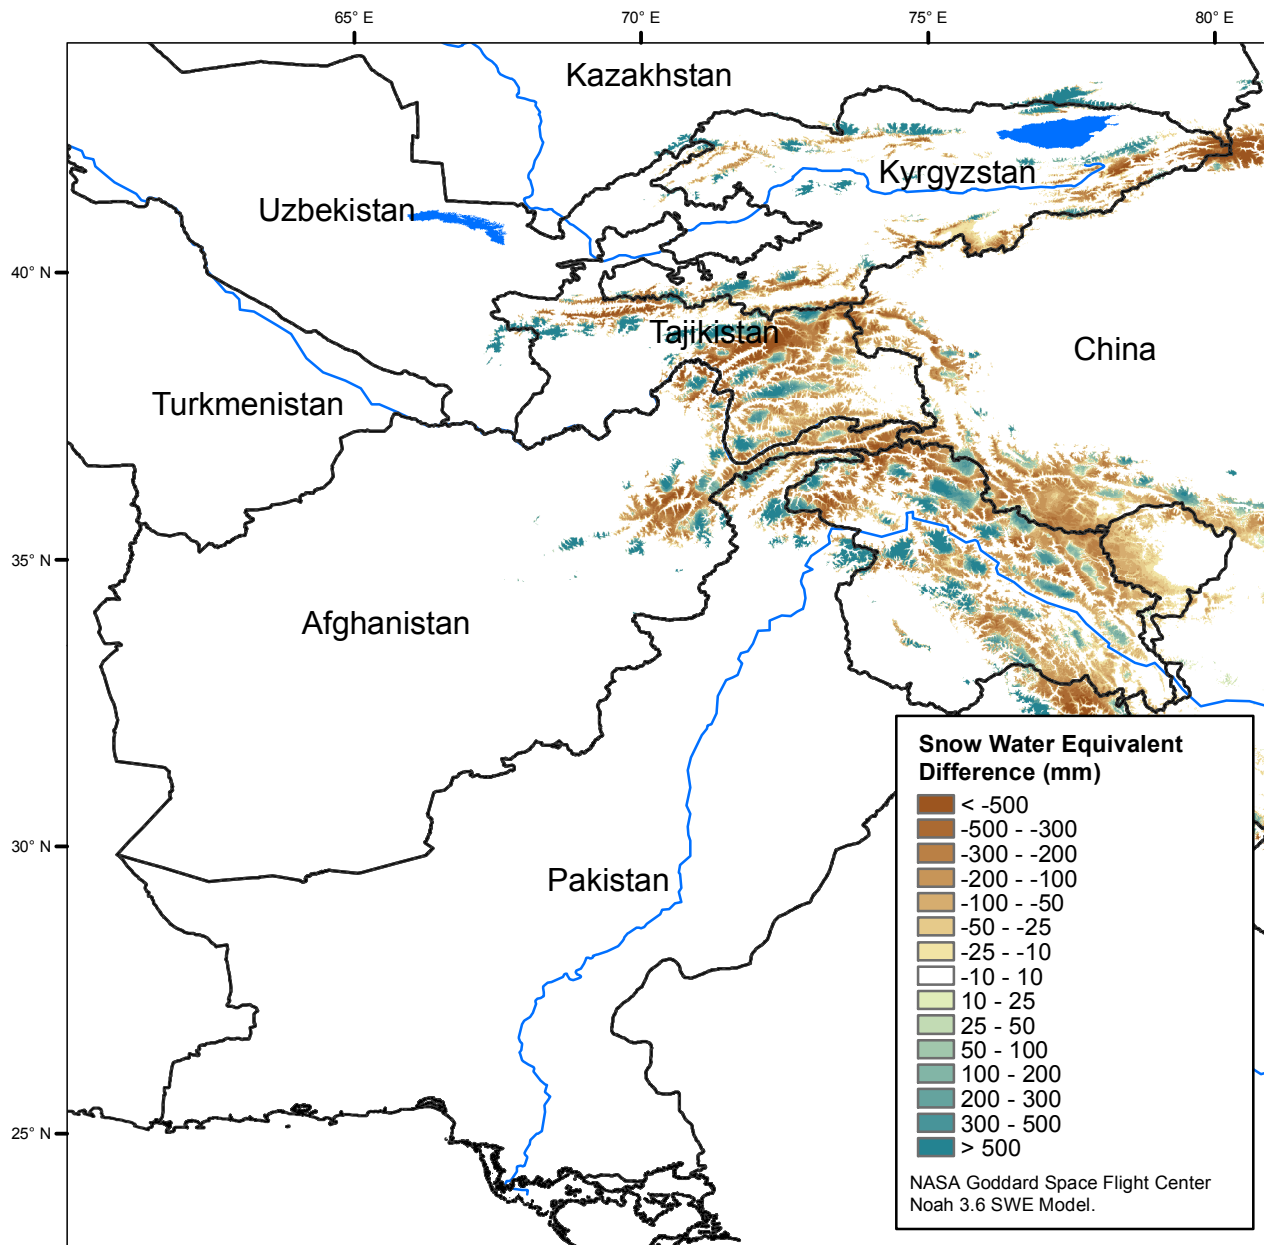 65° E
70° E
75° E
80° E
Kazakhstan
Kyrgyzstan
Uzbekistan
40° N
Tajikistan
China
Turkmenistan
35° N
Afghanistan
30° N
Pakistan
25° N
Snow Water Equivalent
Difference (mm)
< -500
-500 - -300
-300 - -200
-200 - -100
-100 - -50
-50 - -25
-25 - -10
-10 - 10
10 - 25
25 - 50
50 - 100
100 - 200
200 - 300
300 - 500
> 500
NASA Goddard Space Flight Center
Noah 3.6 SWE Model.